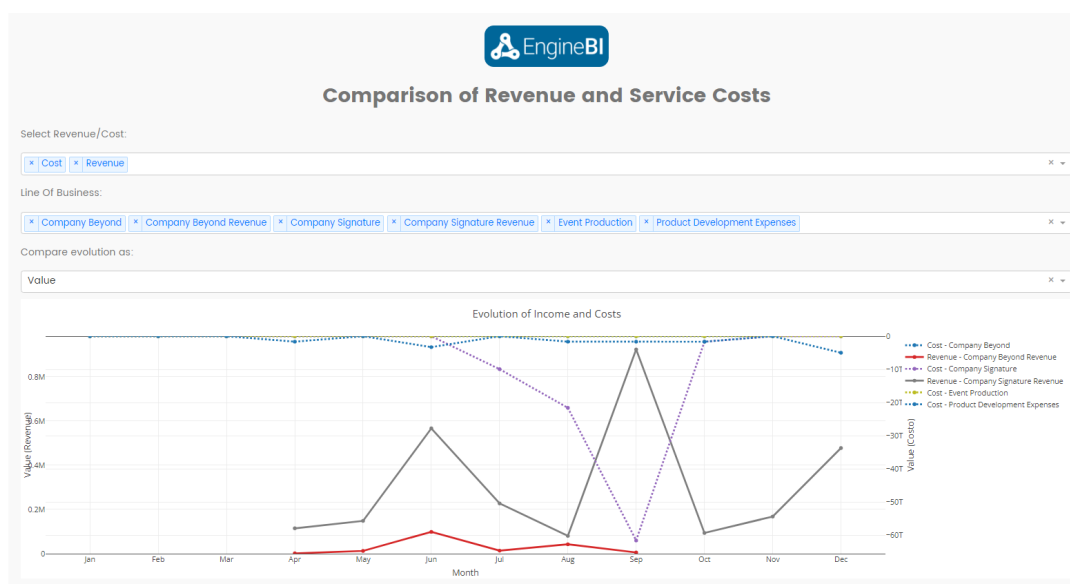 EngineBI
Comparison of Revenue and Service Costs
Select Revenue/Cost:
× Cost × Revenue × 
Line Of Business:
× Company Beyond × Company Beyond Revenue × Company Signature × Company Signature Revenue × Event Production × Product Development Expenses ×
Compare evolution as:
Value ×
Evolution of Income and Costs
0.8M
0.6M
0.4M
0.2M
0
Value (Revenue)
0
−10T
−20T
−30T
−40T
−50T
−60T
Value (Costo)
Cost - Company Beyond
Revenue - Company Beyond Revenue
Cost - Company Signature
Revenue - Company Signature Revenue
Cost - Event Production
Cost - Product Development Expenses
Jan Feb Mar Apr May Jun Jul Aug Sep Oct Nov Dec
Month